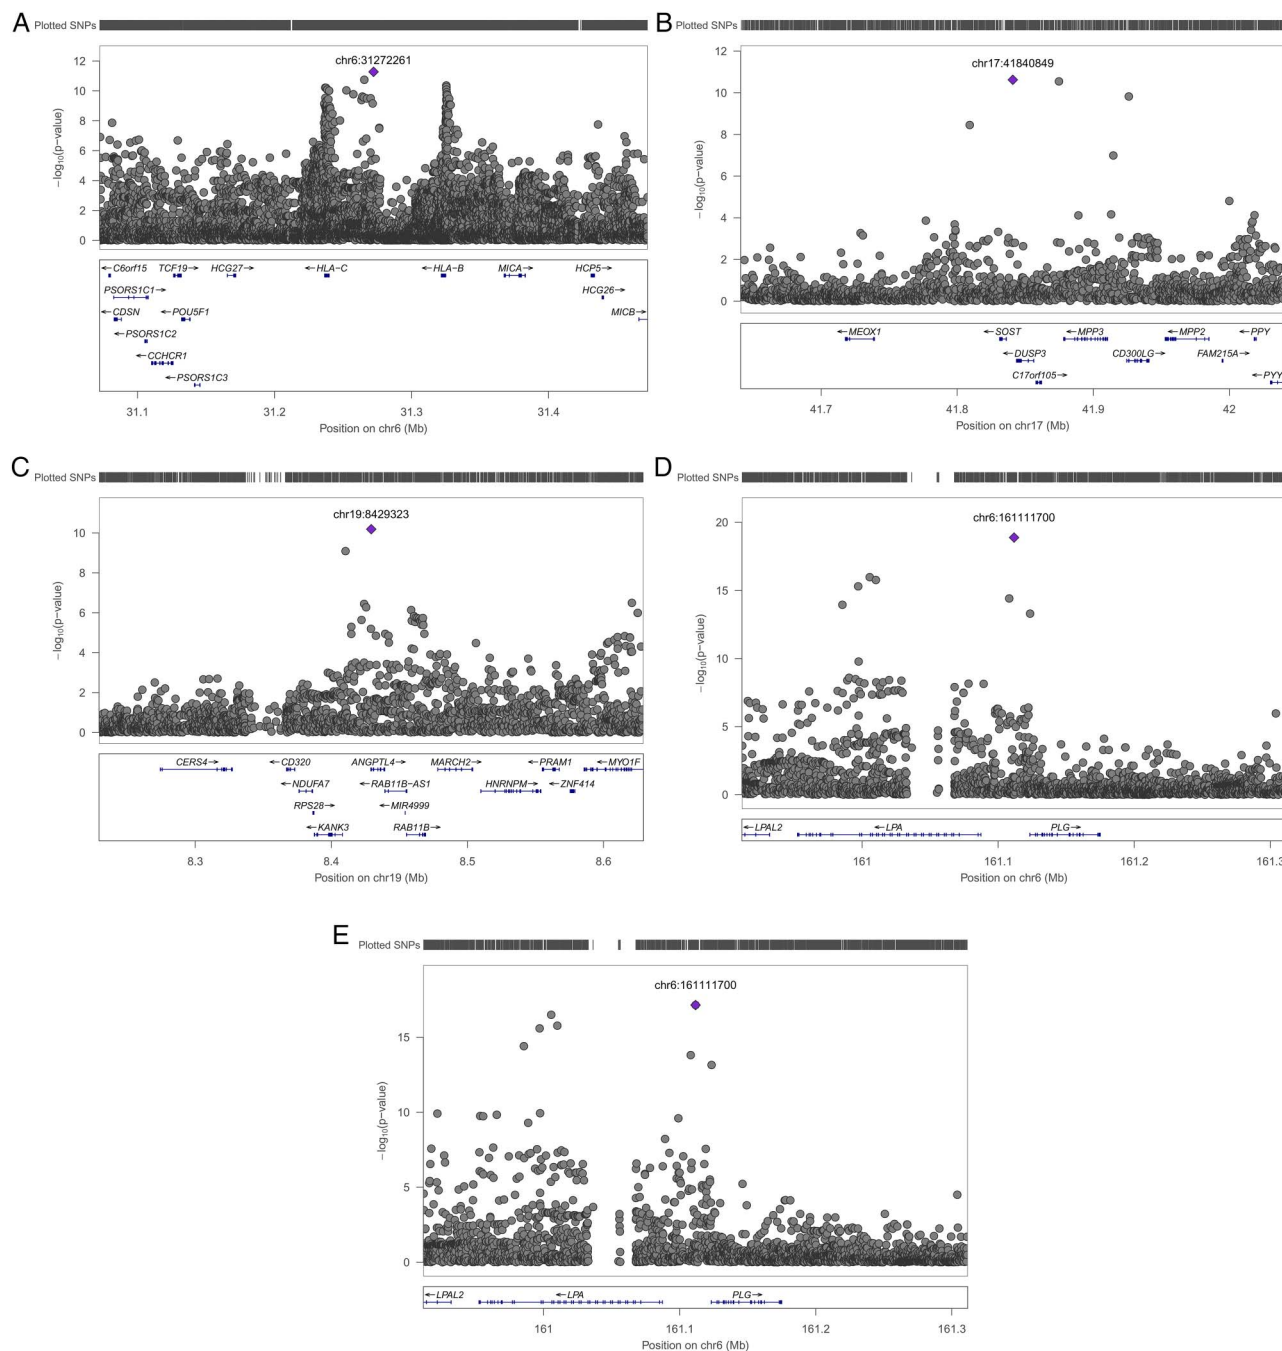 A
Plotted SNPs
chr6:31272261
12
10
8
6
4
2
0
−log10(p−value)
←C6orf15 TCF19→ HCG27→ ←HLA−C ←HLA−B MICA→ HCP5→
PSORS1C1→ HCG26→
←CDSN ←POU5F1 MICB→
←PSORS1C2
←CCHCR1
←PSORS1C3
31.1 31.2 31.3 31.4
Position on chr6 (Mb)
B
Plotted SNPs
chr17:41840849
12
10
8
6
4
2
0
−log10(p−value)
←MEOX1 ←SOST ←MPP3 ←MPP2 ←PPY
←DUSP3 CD300LG→ FAM215A→
C17orf105→ ←PYY
41.7 41.8 41.9 42
Position on chr17 (Mb)
C
Plotted SNPs
chr19:8429323
10
8
6
4
2
0
−log10(p−value)
CERS4→ ←CD320 ANGPTL4→ MARCH2→ ←PRAM1 ←MYO1F
←NDUFA7 ←RAB11B−AS1 HNRNPM→ ←ZNF414
RPS28→ ←MIR4999
←KANK3 RAB11B→
8.3 8.4 8.5 8.6
Position on chr19 (Mb)
D
Plotted SNPs
chr6:161111700
20
15
10
5
0
−log10(p−value)
←LPAL2 ←LPA PLG→
161 161.1 161.2 161.3
Position on chr6 (Mb)
E
Plotted SNPs
chr6:161111700
15
10
5
0
−log10(p−value)
←LPAL2 ←LPA PLG→
161 161.1 161.2 161.3
Position on chr6 (Mb)